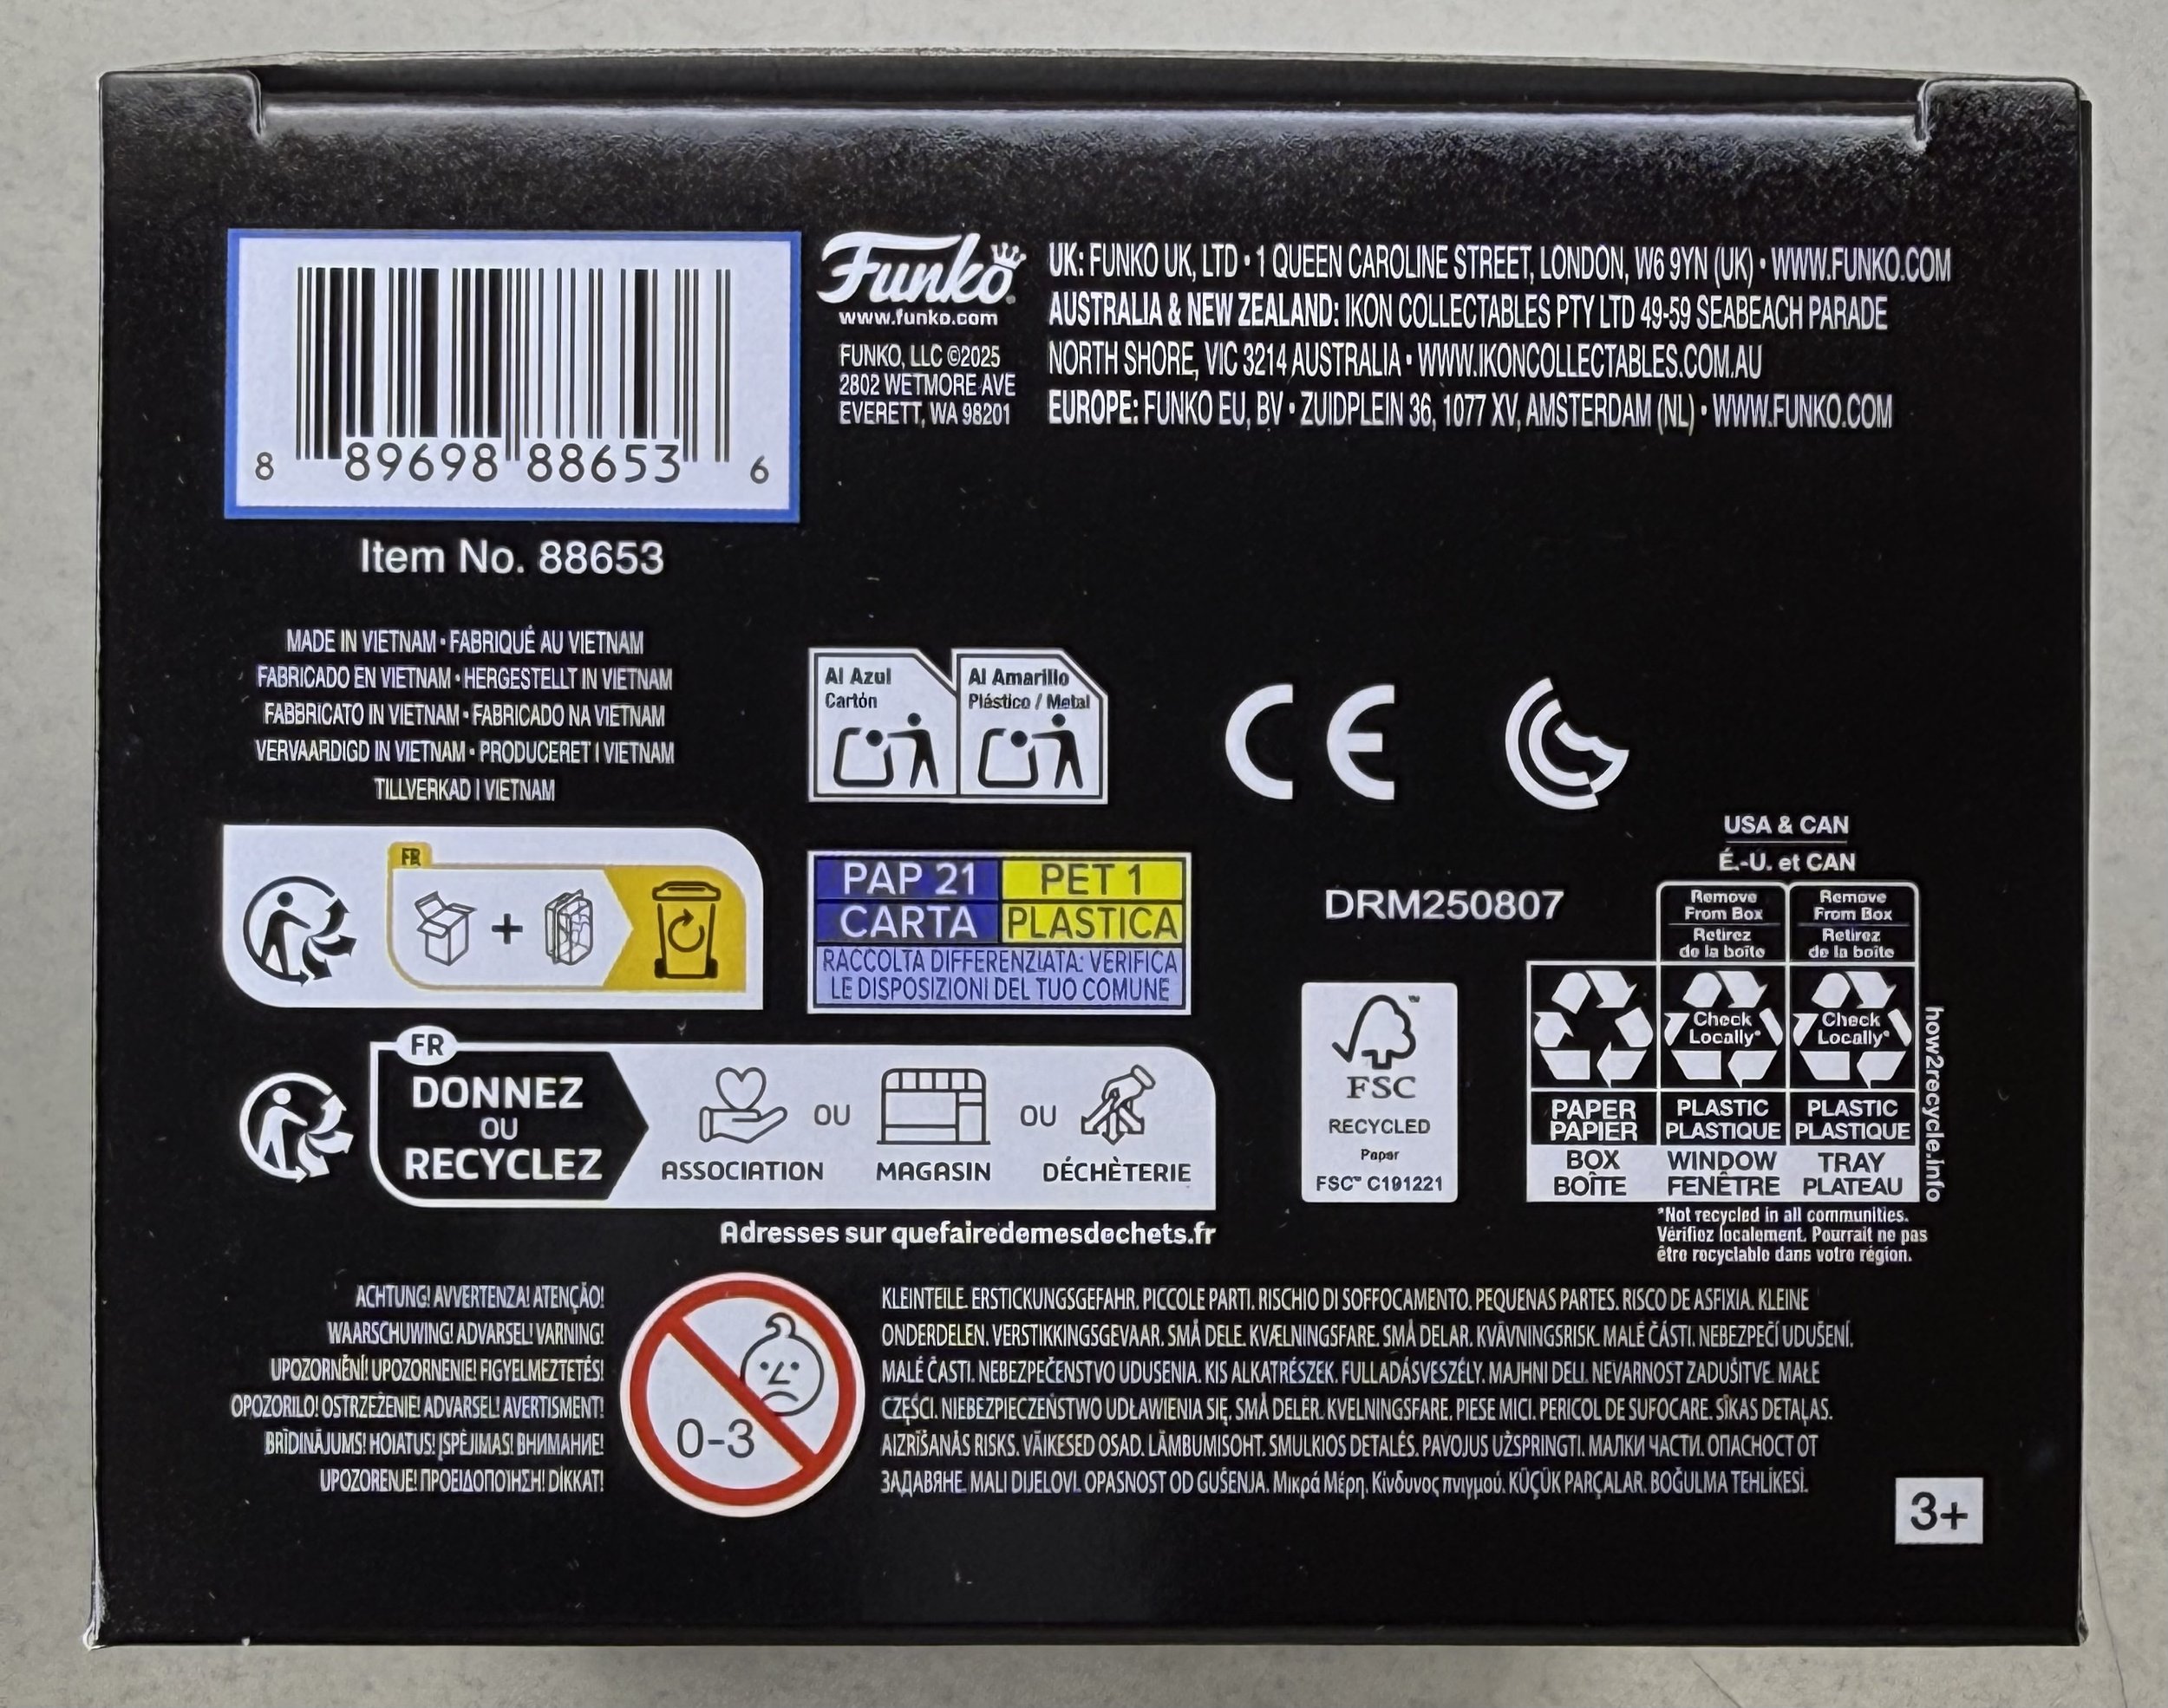 8 89698 88653 6
Item No. 88653
Funko
www.funko.com
FUNKO, LLC ©2025
2802 WETMORE AVE
EVERETT, WA 98201
UK: FUNKO UK, LTD • 1 QUEEN CAROLINE STREET, LONDON, W6 9YN (UK) • WWW.FUNKO.COM
AUSTRALIA & NEW ZEALAND: IKON COLLECTABLES PTY LTD 49-59 SEABEACH PARADE
NORTH SHORE, VIC 3214 AUSTRALIA • WWW.IKONCOLLECTABLES.COM.AU
EUROPE: FUNKO EU, BV • ZUIDPLEIN 36, 1077 XV, AMSTERDAM (NL) • WWW.FUNKO.COM
MADE IN VIETNAM • FABRIQUÉ AU VIETNAM
FABRICADO EN VIETNAM • HERGESTELLT IN VIETNAM
FABBRICATO IN VIETNAM • FABRICADO NA VIETNAM
VERVAARDIGD IN VIETNAM • PRODUCERET I VIETNAM
TILLVERKAD I VIETNAM
Al Azul
Cartón
Al Amarillo
Plástico / Metal
CE
FR
PAP 21
CARTA
PET 1
PLASTICA
RACCOLTA DIFFERENZIATA: VERIFICA
LE DISPOSIZIONI DEL TUO COMUNE
DRM250807
USA & CAN
É.-U. et CAN
Remove
From Box
Retirez
de la boîte
Remove
From Box
Retirez
de la boîte
Check
Locally*
Check
Locally*
PAPER
PAPIER
PLASTIC
PLASTIQUE
PLASTIC
PLASTIQUE
BOX
BOÎTE
WINDOW
FENÊTRE
TRAY
PLATEAU
how2recycle.info
*Not recycled in all communities.
Vérifiez localement. Pourrait ne pas
être recyclable dans votre région.
FSC
RECYCLED
Paper
FSC™ C191221
FR
DONNEZ
OU
RECYCLEZ
ASSOCIATION
OU
MAGASIN
OU
DÉCHÈTERIE
Adresses sur quefairedemesdechets.fr
ACHTUNG! AVVERTENZA! ATENÇÃO!
WAARSCHUWING! ADVARSEL! VARNING!
UPOZORNĚNÍ! UPOZORNENIE! FIGYELMEZTETÉS!
OPOZORILO! OSTRZEŻENIE! ADVARSEL! AVERTISMENT!
BRĪDINĀJUMS! HOIATUS! ĮSPĖJIMAS! ВНИМАНИЕ!
UPOZORENJE! ΠΡΟΕΙΔΟΠΟΙΗΣΗ! DİKKAT!
0-3
KLEINTEILE. ERSTICKUNGSGEFAHR. PICCOLE PARTI. RISCHIO DI SOFFOCAMENTO. PEQUENAS PARTES. RISCO DE ASFIXIA. KLEINE
ONDERDELEN. VERSTIKKINGSGEVAAR. SMÅ DELE. KVÆLNINGSFARE. SMÅ DELAR. KVÄVNINGSRISK. MALÉ ČÁSTI. NEBEZPEČÍ UDUŠENÍ.
MALÉ ČASTI. NEBEZPEČENSTVO UDUSENIA. KIS ALKATRÉSZEK. FULLADÁSVESZÉLY. MAJHNI DELI. NEVARNOST ZADUŠITVE. MAŁE
CZĘŚCI. NIEBEZPIECZEŃSTWO UDŁAWIENIA SIĘ. SMÅ DELER. KVELNINGSFARE. PIESE MICI. PERICOL DE SUFOCARE. SĪKAS DETAĻAS.
AIZRĪŠANĀS RISKS. VÄIKESED OSAD. LÄMBUMISOHT. SMULKIOS DETALĖS. PAVOJUS UŽSPRINGTI. МАЛКИ ЧАСТИ. ОПАСНОСТ ОТ
ЗАДАВЯНЕ. MALI DIJELOVI. OPASNOST OD GUŠENJA. Μικρά Μέρη. Κίνδυνος πνιγμού. KÜÇÜK PARÇALAR. BOĞULMA TEHLİKESİ.
3+